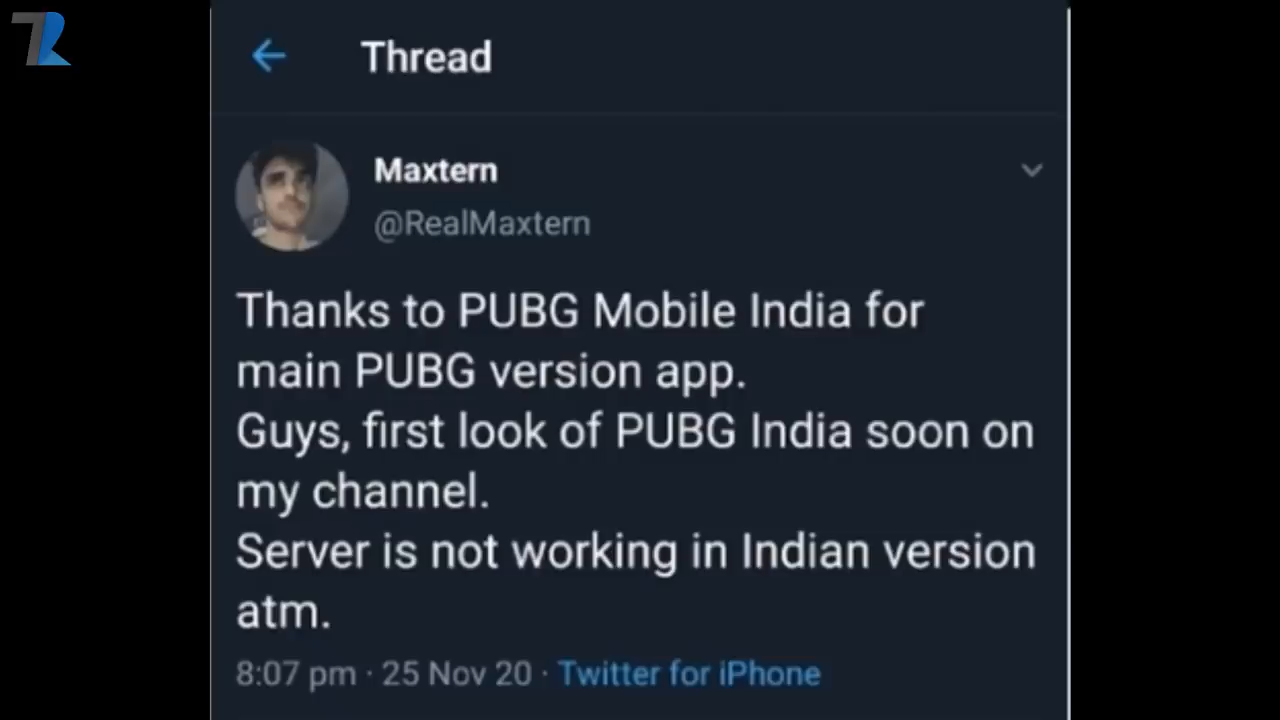 TR
Thread
Maxtern
@RealMaxtern
Thanks to PUBG Mobile India for
main PUBG version app.
Guys, first look of PUBG India soon on
my channel.
Server is not working in Indian version
atm.
8:07 pm · 25 Nov 20 · Twitter for iPhone